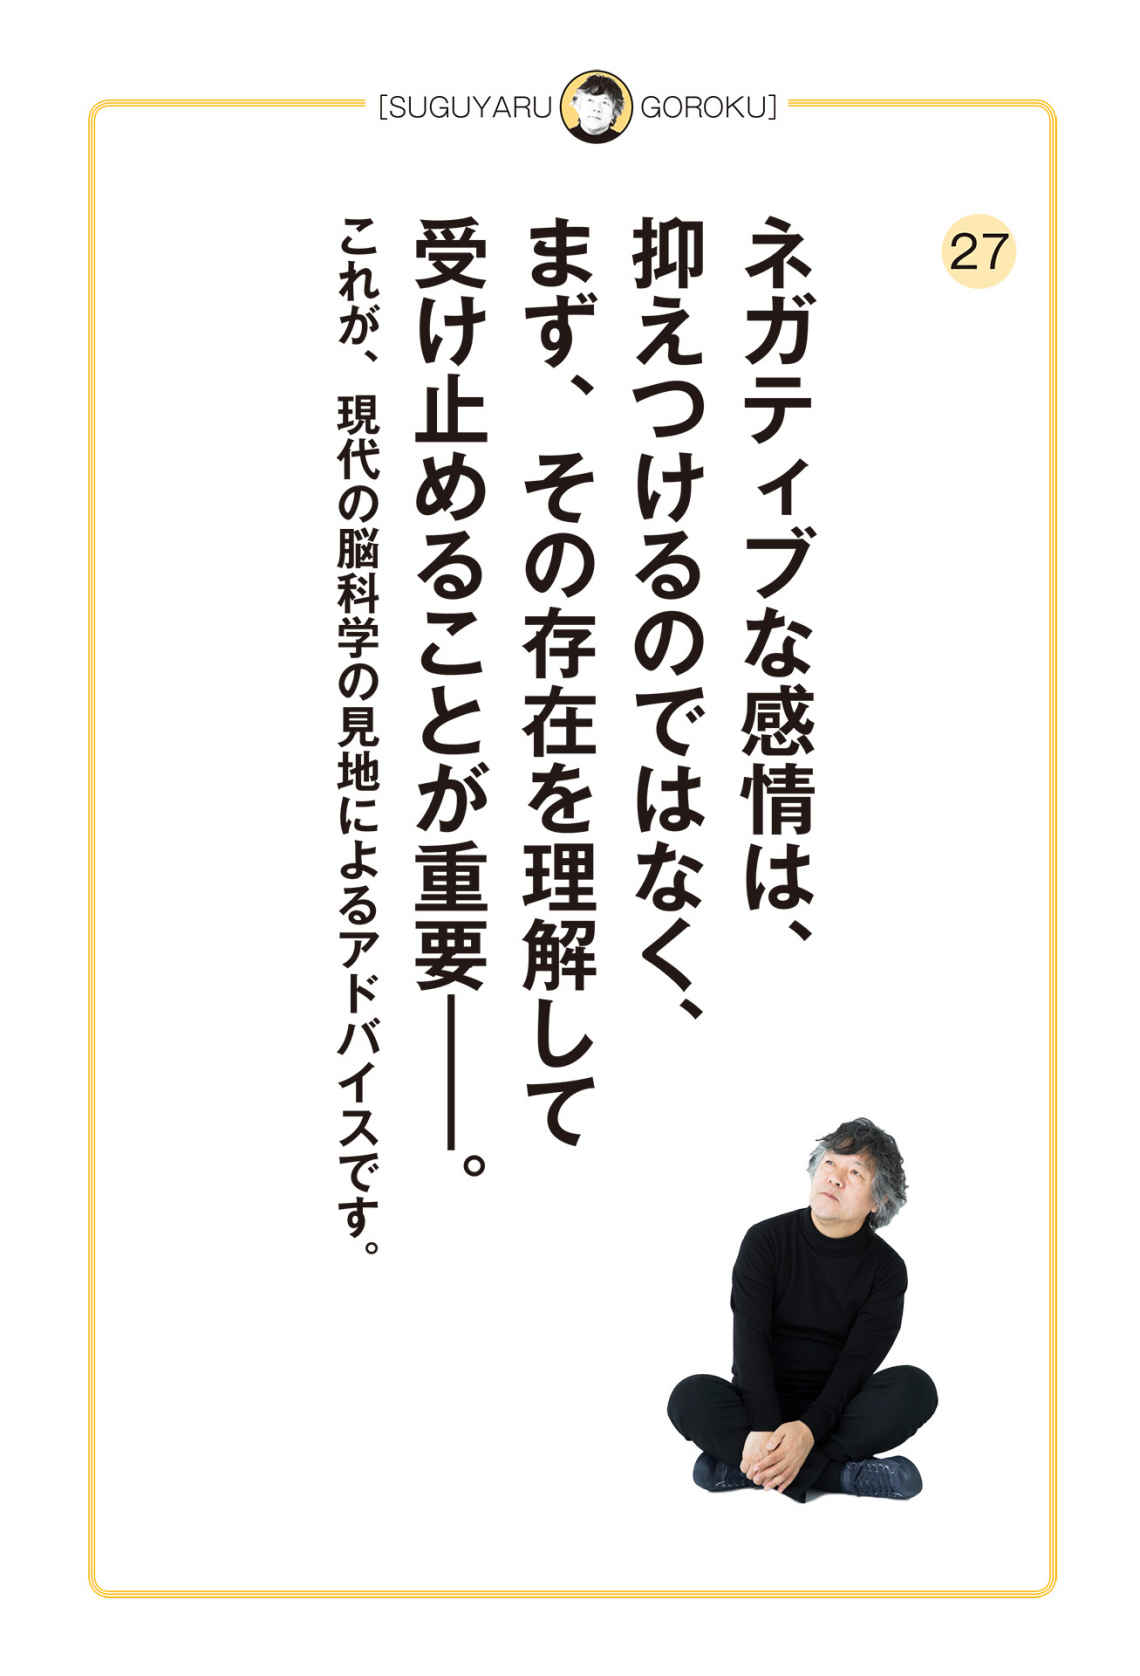 [SUGUYARU GOROKU]
27
ネガティブな感情は、
抑えつけるのではなく、
まず、その存在を理解して
受け止めることが重要――。
これが、現代の脳科学の見地によるアドバイスです。